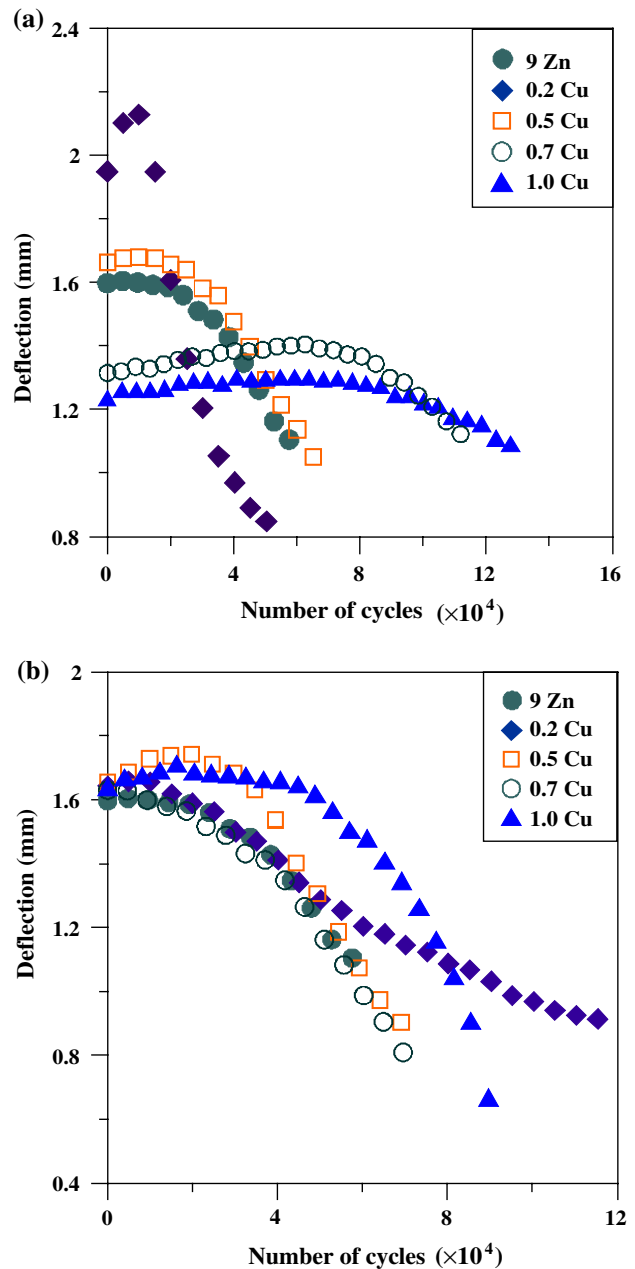 (a)
2.4
2
1.6
1.2
0.8
Deflection (mm)
9 Zn
0.2 Cu
0.5 Cu
0.7 Cu
1.0 Cu
0 4 8 12 16
Number of cycles (×10⁴)
(b)
2
1.6
1.2
0.8
0.4
Deflection (mm)
9 Zn
0.2 Cu
0.5 Cu
0.7 Cu
1.0 Cu
0 4 8 12
Number of cycles (×10⁴)